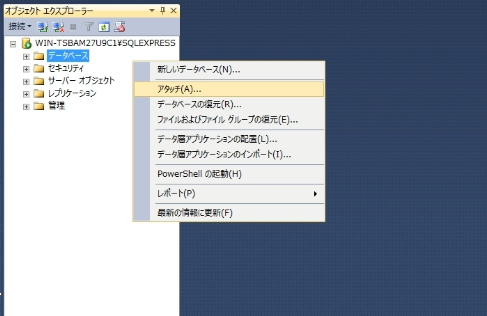 オブジェクト エクスプローラー
接続
WIN-TSBAM27U9C1¥SQLEXPRESS
データベース
セキュリティ
サーバー オブジェクト
レプリケーション
管理
新しいデータベース(N)...
アタッチ(A)...
データベースの復元(R)...
ファイルおよびファイル グループの復元(E)...
データ層アプリケーションの配置(L)...
データ層アプリケーションのインポート(I)...
PowerShell の起動(H)
レポート(P)
最新の情報に更新(F)